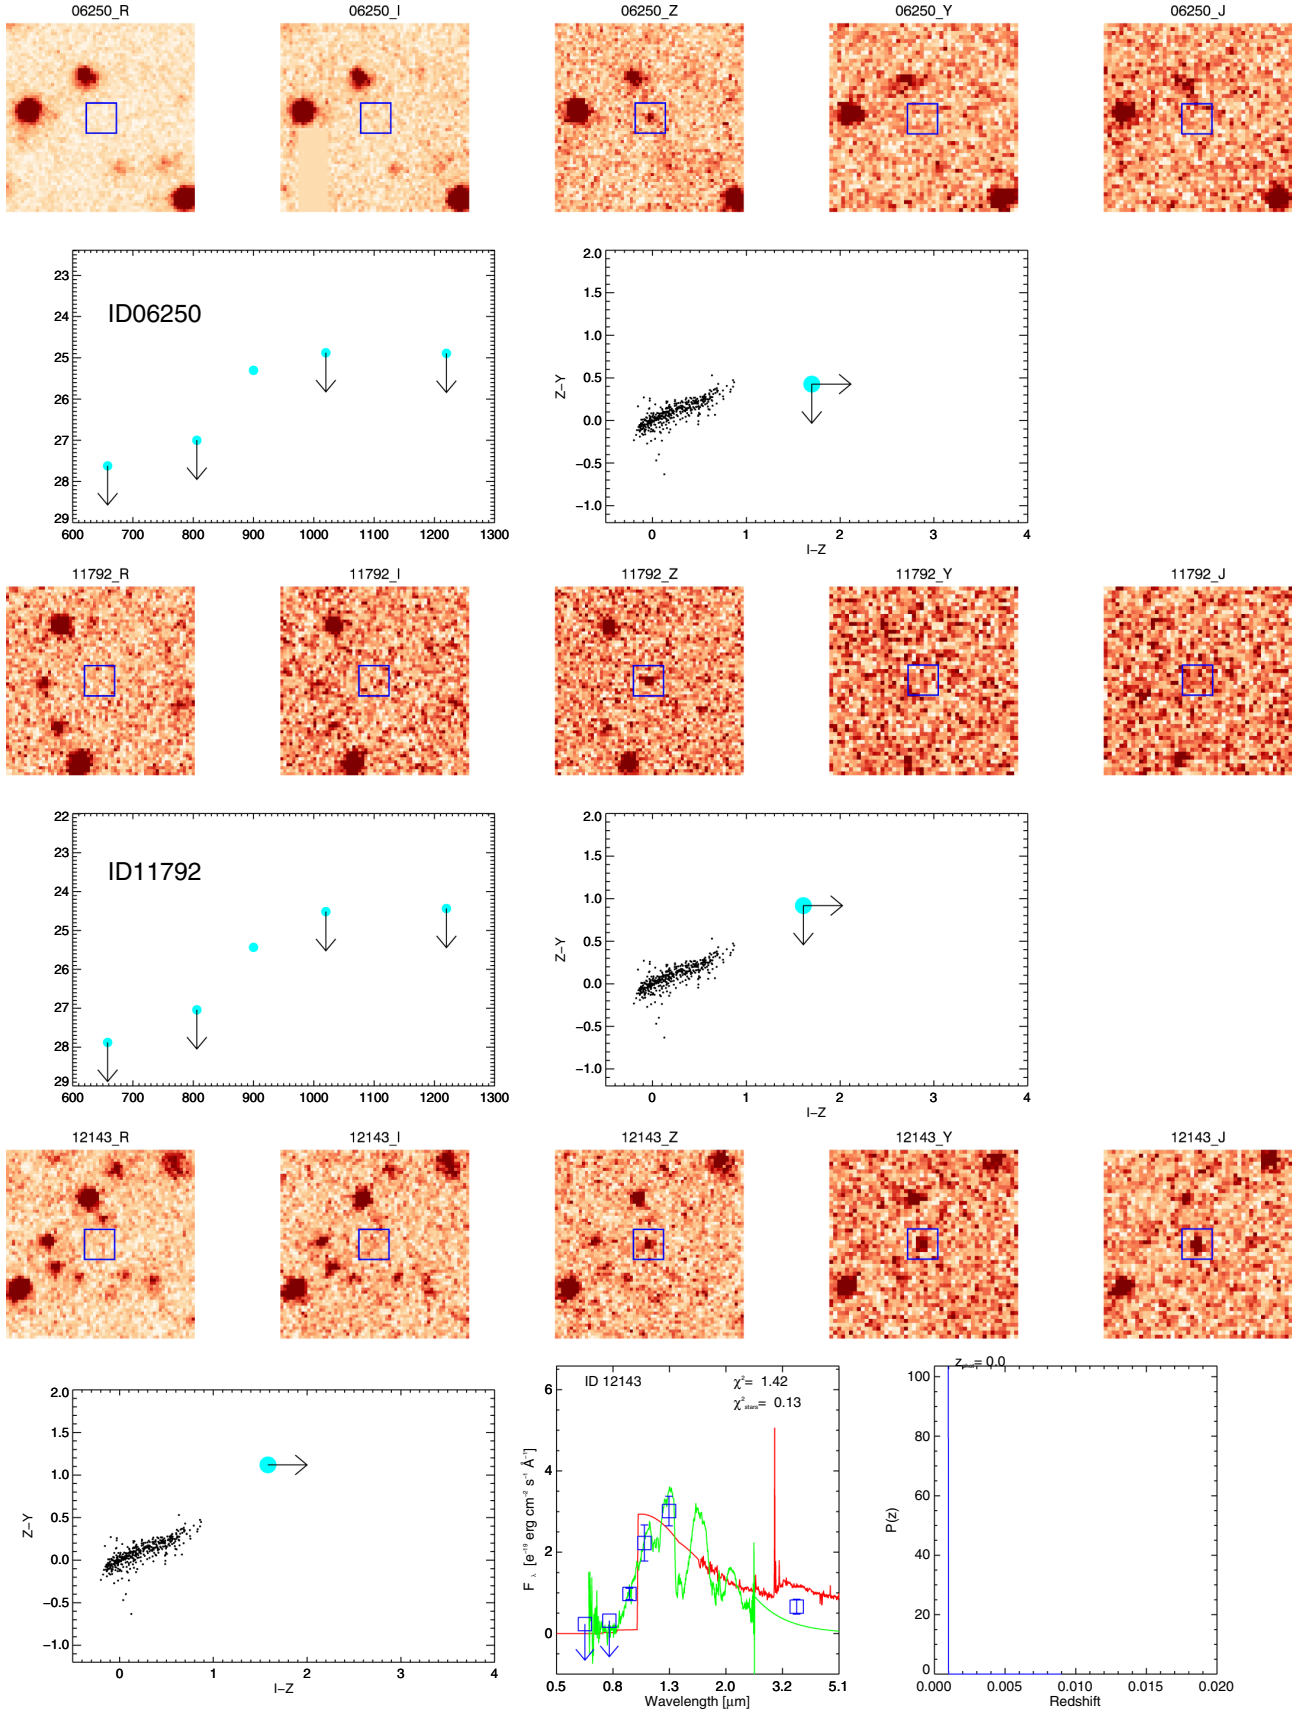 06250_R 06250_I 06250_Z 06250_Y 06250_J
23
24
25
26
27
28
29
600 700 800 900 1000 1100 1200 1300
ID06250
2.0
1.5
1.0
0.5
0.0
−0.5
−1.0
Z−Y
0 1 2 3 4
I−Z
11792_R 11792_I 11792_Z 11792_Y 11792_J
22
23
24
25
26
27
28
29
600 700 800 900 1000 1100 1200 1300
ID11792
2.0
1.5
1.0
0.5
0.0
−0.5
−1.0
Z−Y
0 1 2 3 4
I−Z
12143_R 12143_I 12143_Z 12143_Y 12143_J
2.0
1.5
1.0
0.5
0.0
−0.5
−1.0
Z−Y
0 1 2 3 4
I−Z
ID 12143
χ²= 1.42
χ²stars= 0.13
6
4
2
0
F λ [e⁻¹⁹ erg cm⁻² s⁻¹ Å⁻¹]
0.5 0.8 1.3 2.0 3.2 5.1
Wavelength [μm]
zphot= 0.0
100
80
60
40
20
0
P(z)
0.000 0.005 0.010 0.015 0.020
Redshift